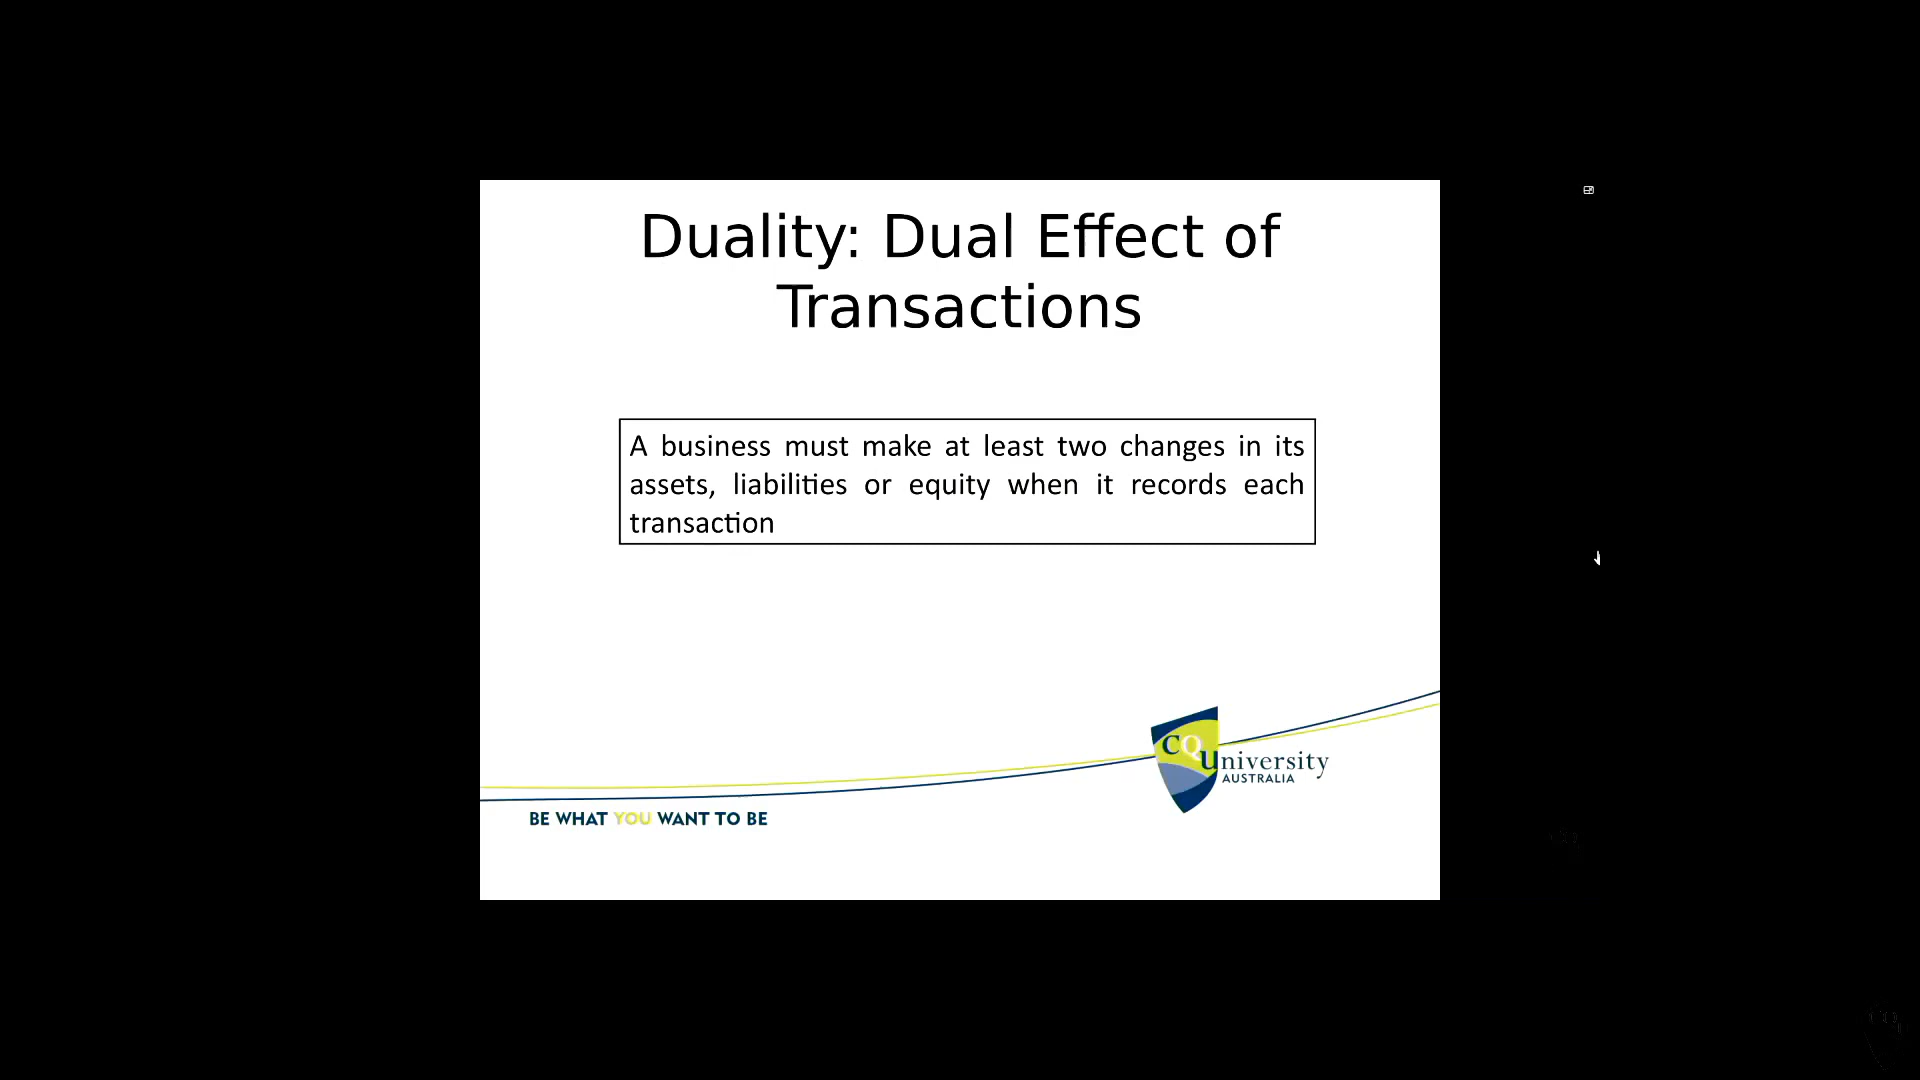 Duality: Dual Effect of
Transactions
A business must make at least two changes in its
assets, liabilities or equity when it records each
transaction
CQUniversity
AUSTRALIA
BE WHAT YOU WANT TO BE